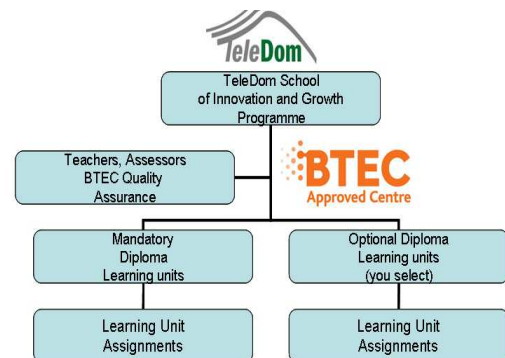 TeleDom
TeleDom School
of Innovation and Growth
Programme
Teachers, Assessors
BTEC Quality
Assurance
BTEC
Approved Centre
Mandatory
Diploma
Learning units
Optional Diploma
Learning units
(you select)
Learning Unit
Assignments
Learning Unit
Assignments